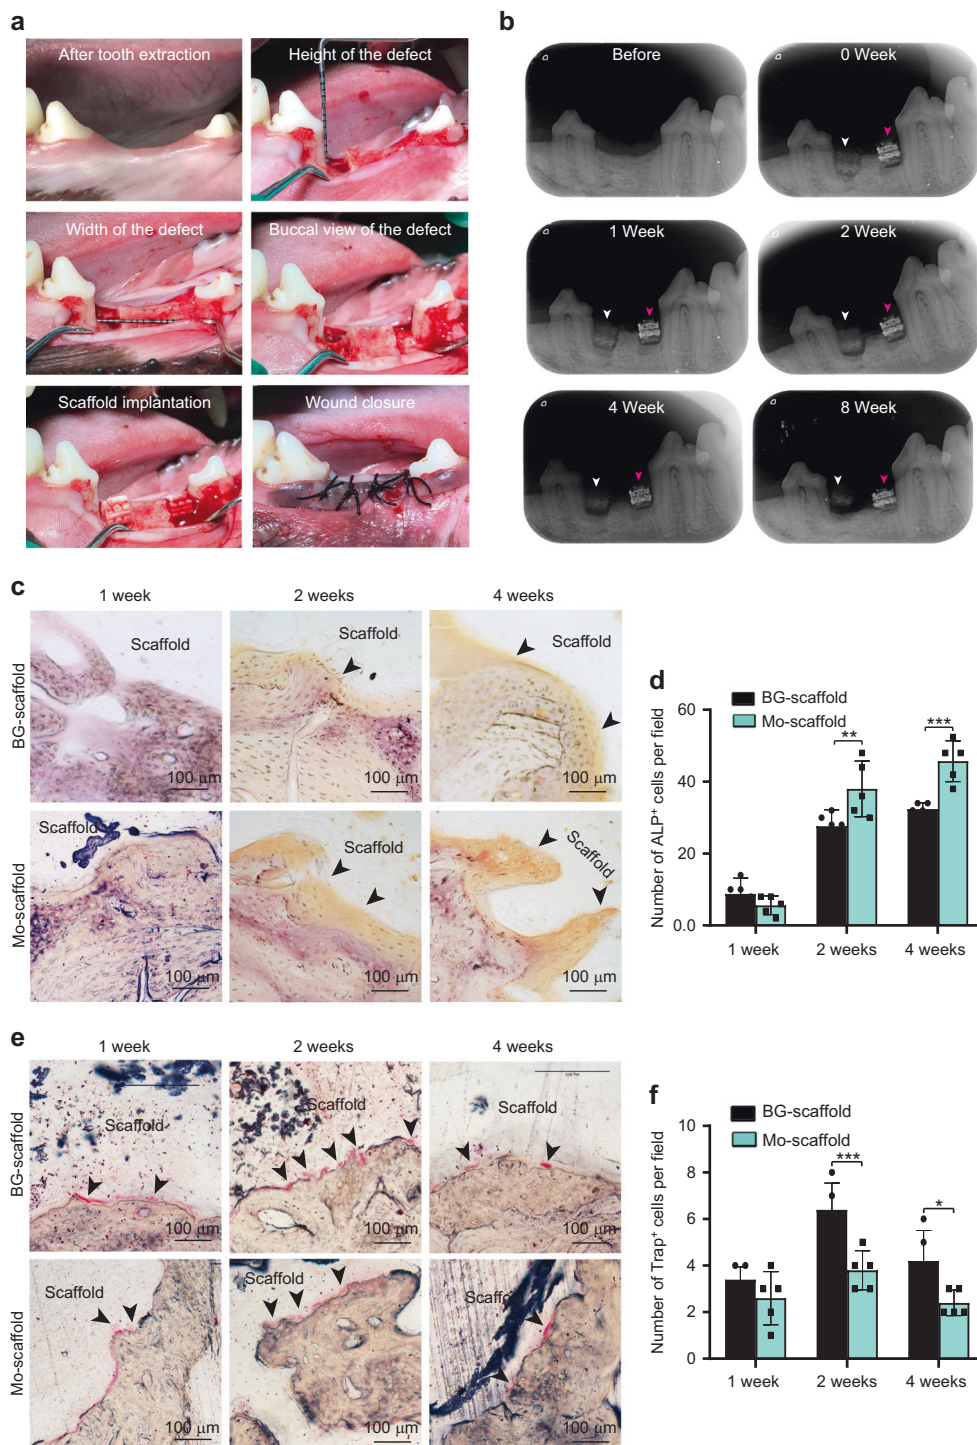 a
After tooth extraction
Height of the defect
Width of the defect
Buccal view of the defect
Scaffold implantation
Wound closure
b
Before
0 Week
1 Week
2 Week
4 Week
8 Week
c
1 week
2 weeks
4 weeks
BG-scaffold
Scaffold
100 μm
Scaffold
100 μm
Scaffold
100 μm
Mo-scaffold
Scaffold
100 μm
Scaffold
100 μm
Scaffold
100 μm
d
BG-scaffold
Mo-scaffold
Number of ALP⁺ cells per field
60
40
20
0.0
**
***
1 week
2 weeks
4 weeks
e
1 week
2 weeks
4 weeks
BG-scaffold
Scaffold
100 μm
Scaffold
100 μm
Scaffold
100 μm
Mo-scaffold
Scaffold
100 μm
Scaffold
100 μm
Scaffold
100 μm
f
BG-scaffold
Mo-scaffold
Number of Trap⁺ cells per field
10
8
6
4
2
0
***
*
1 week
2 weeks
4 weeks